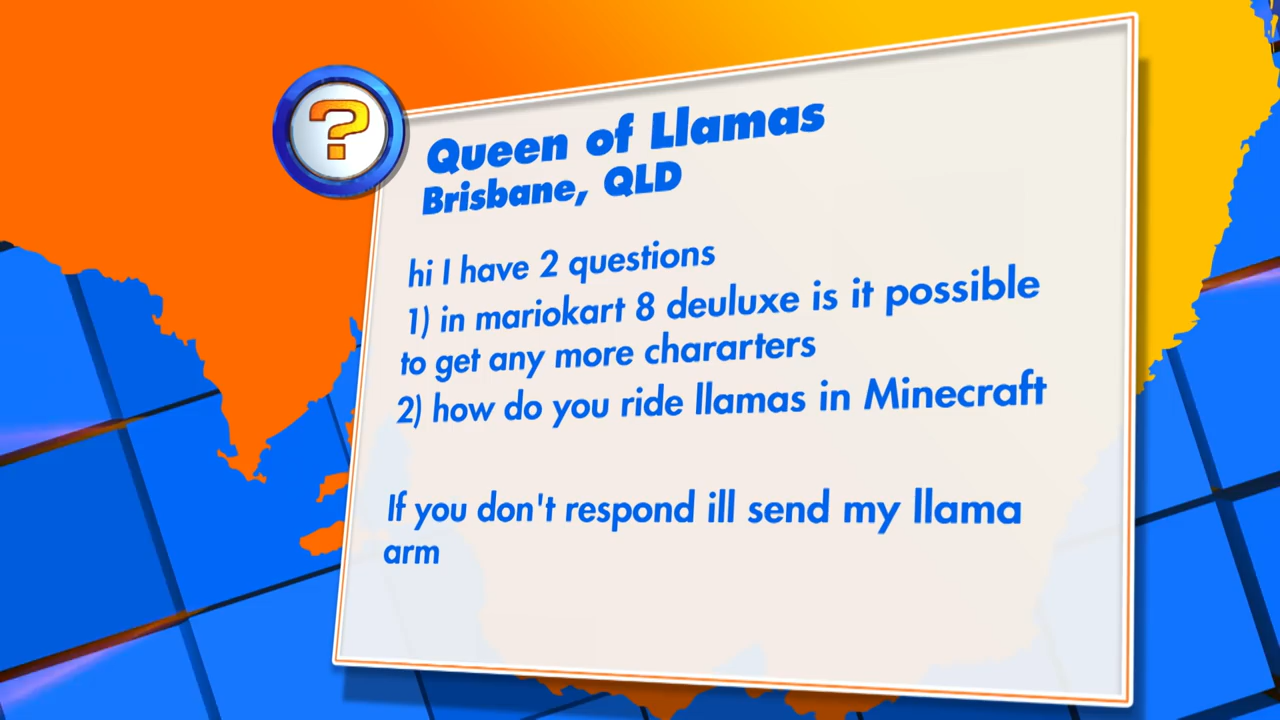 ?
Queen of Llamas
Brisbane, QLD
hi I have 2 questions
1) in mariokart 8 deuluxe is it possible
to get any more chararters
2) how do you ride llamas in Minecraft
If you don't respond ill send my llama
arm